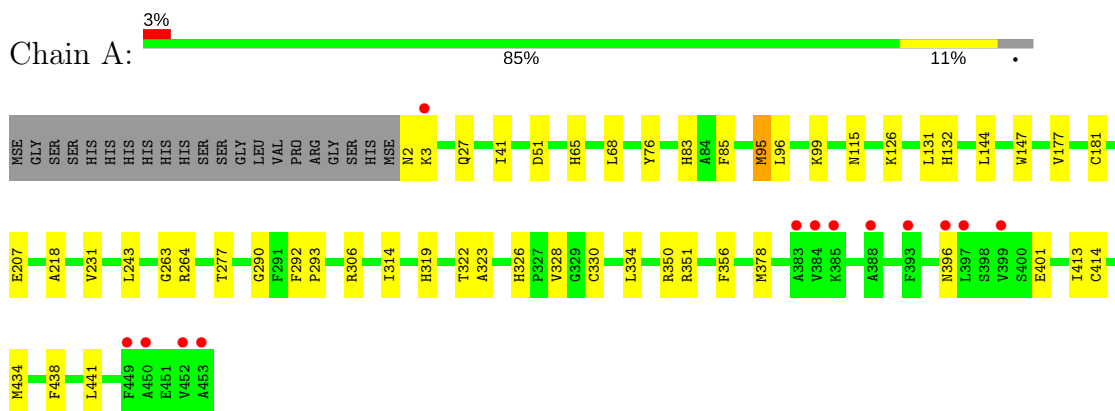 3%
Chain A:
85% 11% •
MSE GLY SER SER HIS HIS HIS HIS HIS HIS SER SER GLY LEU VAL PRO ARG GLY SER HIS MSE N2 K3 Q27 I41 D51 H65 L68 Y76 H83 A84 F85 M95 L96 K99 N115 K126 L131 H132 L144 W147 V177 C181
E207 A218 V231 L243 G263 R264 T277 G290 F291 F292 P293 R306 I314 H319 T322 A323 H326 P327 V328 G329 C330 L334 R350 R351 F356 M378 A383 V384 K385 A388 F393 N396 L397 S398 V399 S400 E401 I413 C414
M434 F438 L441 F449 A450 E451 V452 A453